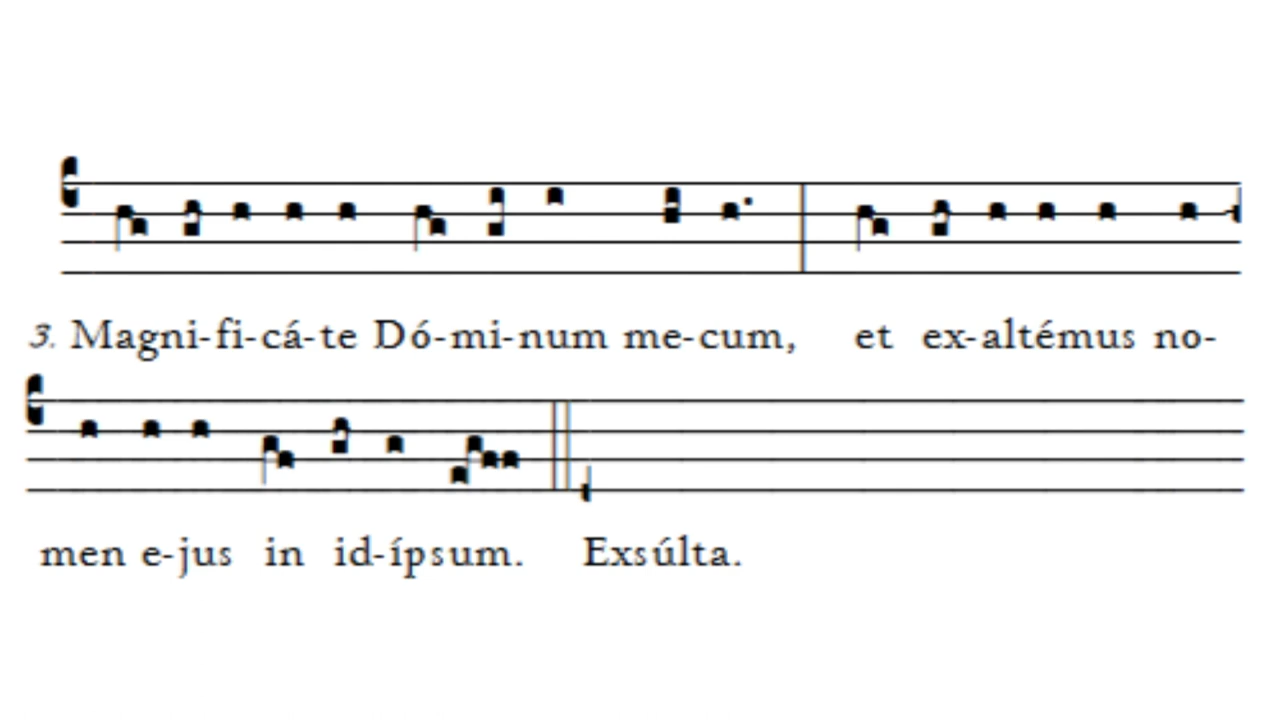 3. Magni-fi-cá-te Dó-mi-num me-cum, et ex-altémus no-
men e-jus in id-ípsum. Exsúlta.